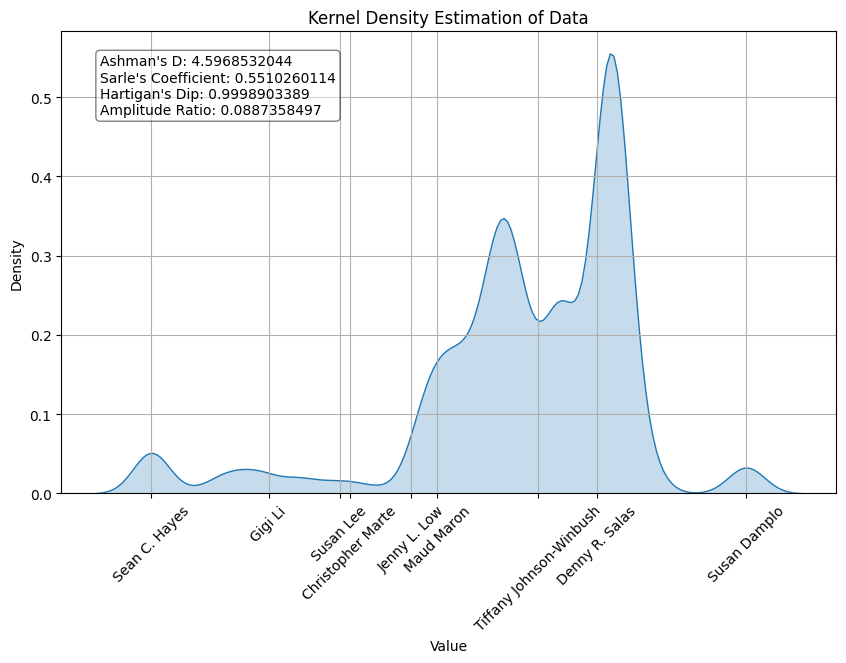 Kernel Density Estimation of Data
Ashman's D: 4.5968532044
Sarle's Coefficient: 0.5510260114
Hartigan's Dip: 0.9998903389
Amplitude Ratio: 0.0887358497
Density
0.5
0.4
0.3
0.2
0.1
0.0
Sean C. Hayes
Gigi Li
Susan Lee
Christopher Marte
Jenny L. Low
Maud Maron
Tiffany Johnson-Winbush
Denny R. Salas
Susan Damplo
Value